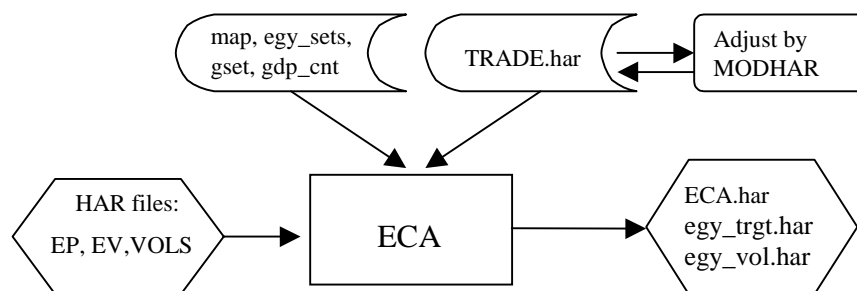 map, egy_sets,
gset, gdp_cnt
TRADE.har
Adjust by
MODHAR
HAR files:
EP, EV,VOLS
ECA
ECA.har
egy_trgt.har
egy_vol.har